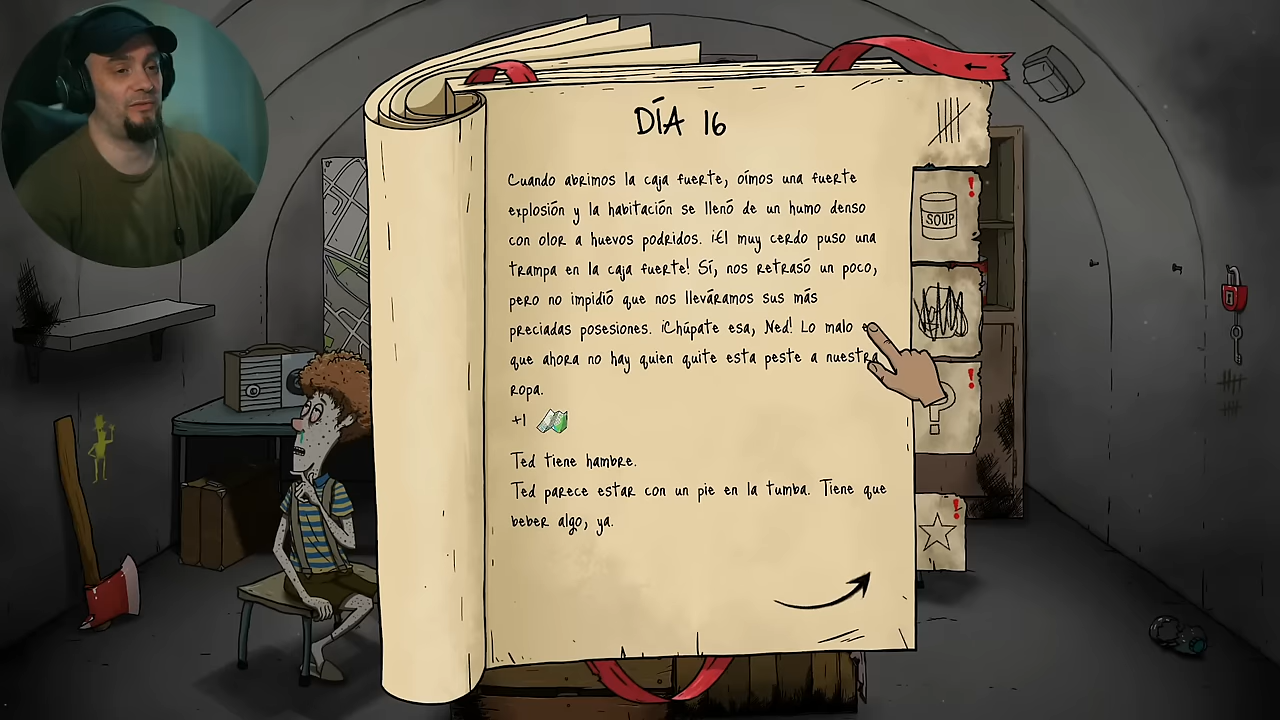 DÍA 16
Cuando abrimos la caja fuerte, oímos una fuerte
explosión y la habitación se llenó de un humo denso
con olor a huevos podridos. ¡El muy cerdo puso una
trampa en la caja fuerte! Sí, nos retrasó un poco,
pero no impidió que nos lleváramos sus más
preciadas posesiones. ¡Chúpate esa, Ned! Lo malo
que ahora no hay quien quite esta peste a nuestra
ropa.
+1
Ted tiene hambre.
Ted parece estar con un pie en la tumba. Tiene que
beber algo, ya.
SOUP
!
!
?
!